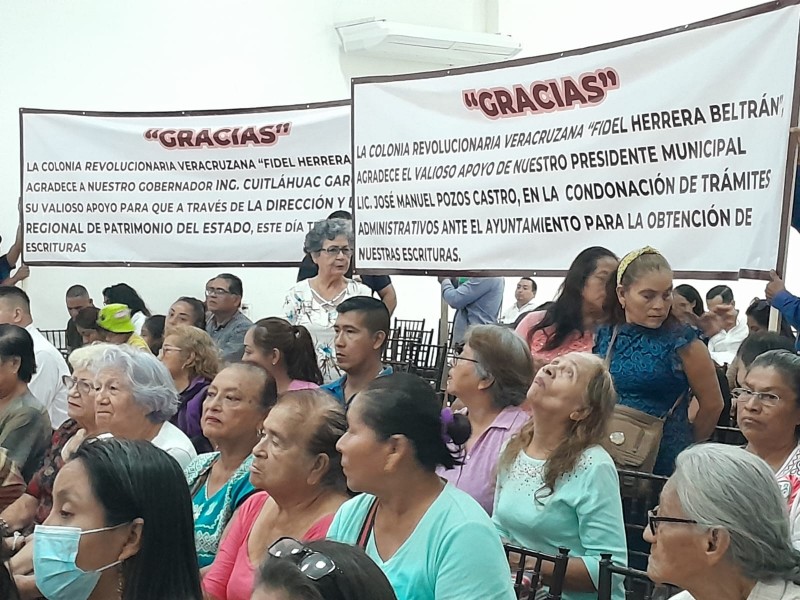 “GRACIAS”
LA COLONIA REVOLUCIONARIA VERACRUZANA “FIDEL HERRERA
AGRADECE A NUESTRO GOBERNADOR ING. CUITLÁHUAC
SU VALIOSO APOYO PARA QUE A TRAVÉS DE LA DIRECCIÓN Y
REGIONAL DE PATRIMONIO DEL ESTADO, ESTE DÍA
ESCRITURAS
“GRACIAS”
LA COLONIA REVOLUCIONARIA VERACRUZANA “FIDEL HERRERA BELTRÁN”,
AGRADECE EL VALIOSO APOYO DE NUESTRO PRESIDENTE MUNICIPAL
LIC. JOSÉ MANUEL POZOS CASTRO, EN LA CONDONACIÓN DE TRÁMITES
ADMINISTRATIVOS ANTE EL AYUNTAMIENTO PARA LA OBTENCIÓN DE
NUESTRAS ESCRITURAS.